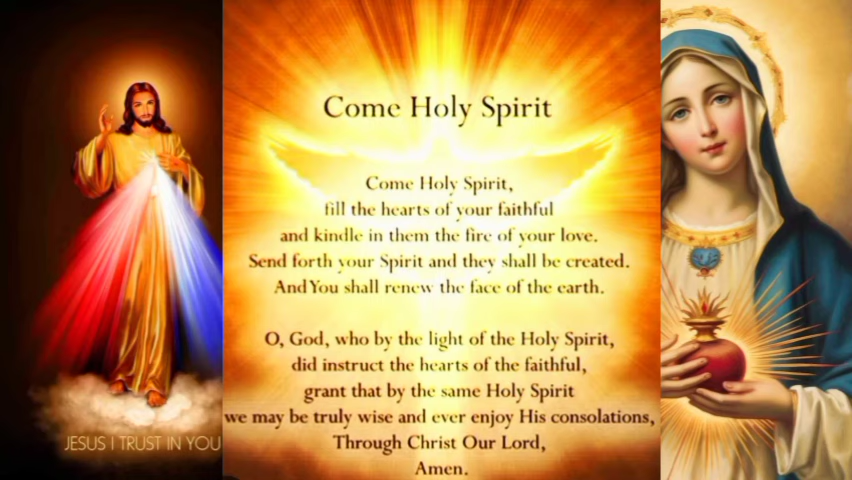 JESUS I TRUST IN YOU
Come Holy Spirit
Come Holy Spirit,
fill the hearts of your faithful
and kindle in them the fire of your love.
Send forth your Spirit and they shall be created.
And You shall renew the face of the earth.
O, God, who by the light of the Holy Spirit,
did instruct the hearts of the faithful,
grant that by the same Holy Spirit
we may be truly wise and ever enjoy His consolations,
Through Christ Our Lord,
Amen.